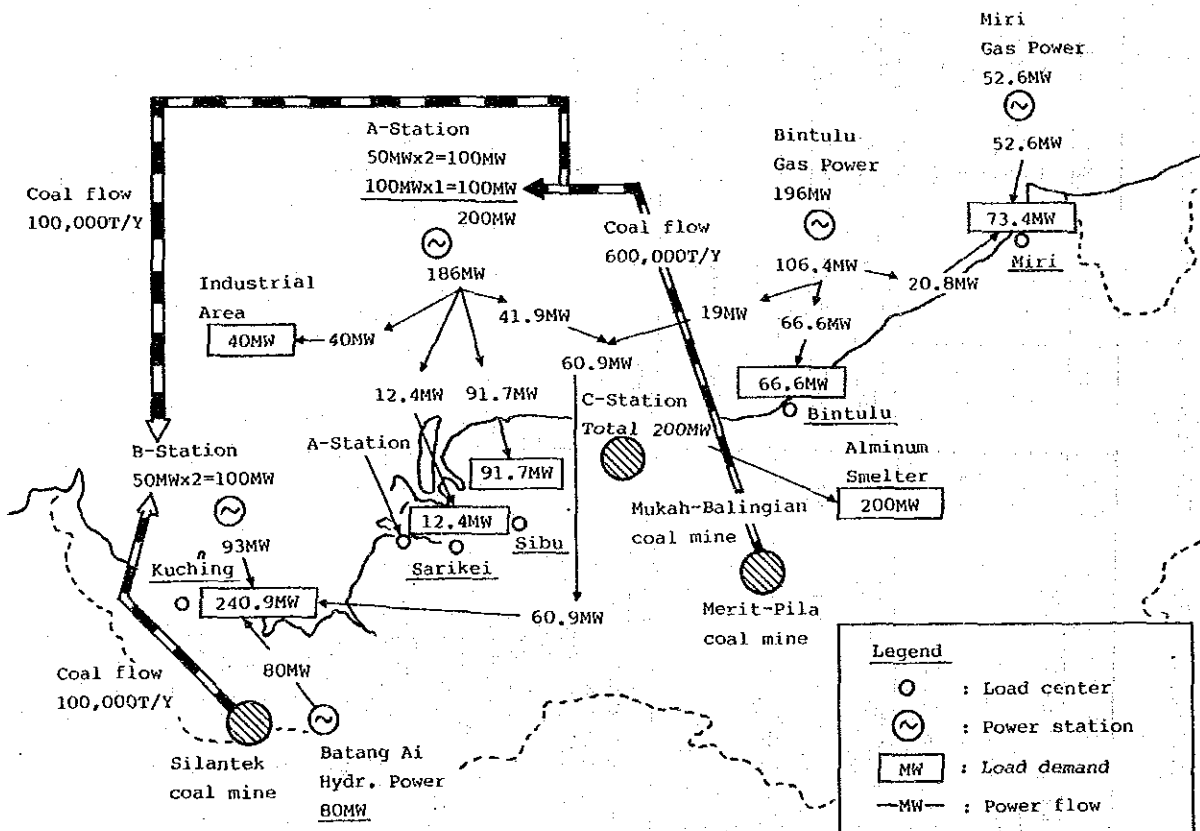 Miri
Gas Power
52.6MW
52.6MW
73.4MW
Miri
A-Station
50MWx2=100MW
100MWx1=100MW
200MW
186MW
Bintulu
Gas Power
196MW
106.4MW
20.8MW
19MW
66.6MW
66.6MW
Bintulu
Coal flow
100,000T/Y
Coal flow
600,000T/Y
Industrial
Area
40MW
40MW
41.9MW
60.9MW
12.4MW
91.7MW
C-Station
Total 200MW
A-Station
91.7MW
12.4MW
Sibu
Sarikei
Alminum
Smelter
200MW
Mukah-Balingian
coal mine
Merit-Pila
coal mine
B-Station
50MWx2=100MW
93MW
n
Kuching
240.9MW
60.9MW
80MW
Coal flow
100,000T/Y
Silantek
coal mine
Batang Ai
Hydr. Power
80MW
Legend
: Load center
: Power station
MW : Load demand
MW : Power flow